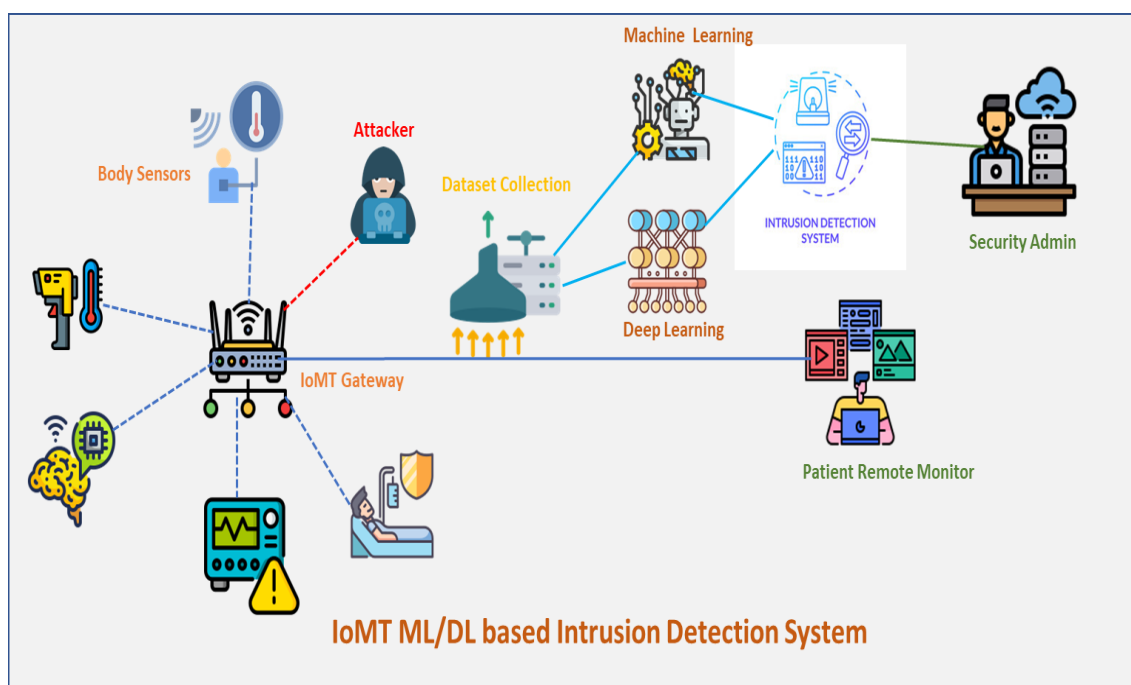 Machine Learning
Attacker
Body Sensors
Dataset Collection
INTRUSION DETECTION
SYSTEM
Security Admin
Deep Learning
IoMT Gateway
Patient Remote Monitor
IoMT ML/DL based Intrusion Detection System